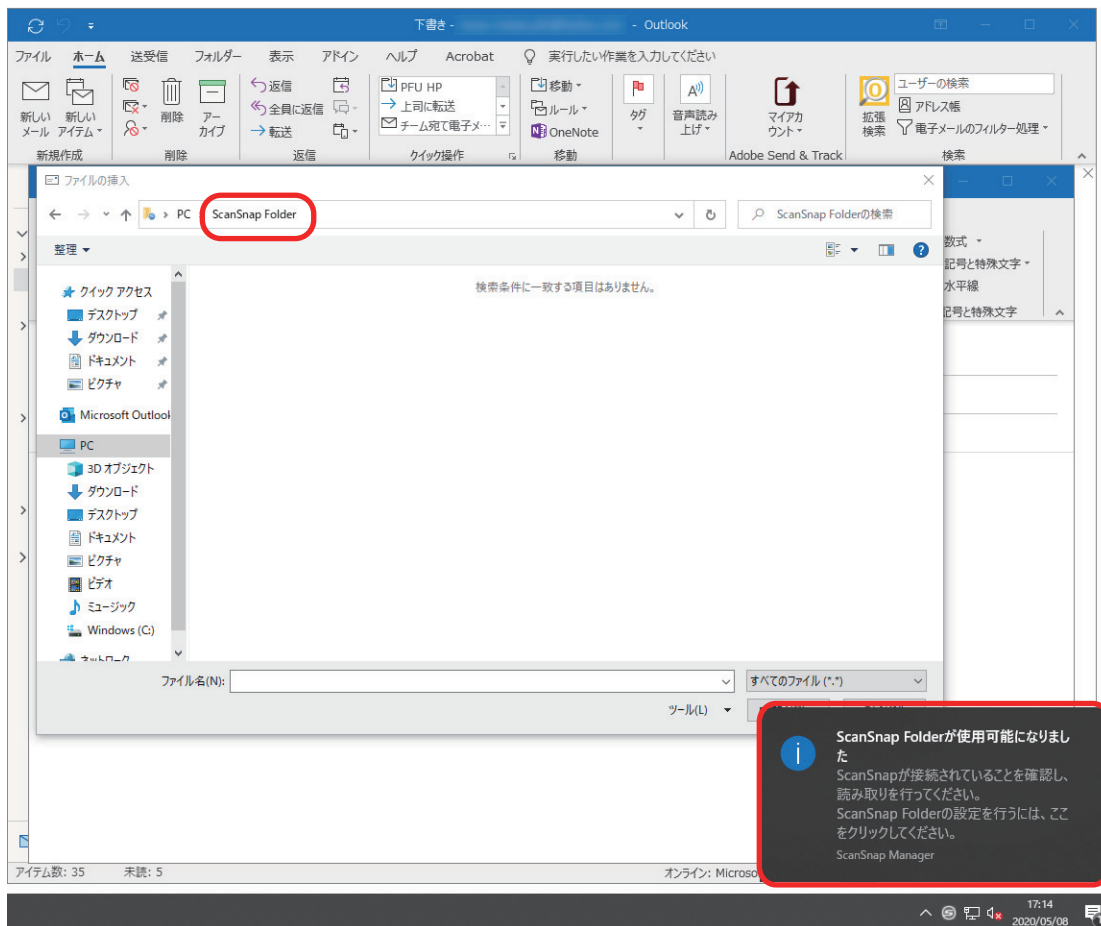 下書き - - Outlook
ファイル ホーム 送受信 フォルダー 表示 アドイン ヘルプ Acrobat 実行したい作業を入力してください
新しい メール
新しい アイテム
削除
アー カイブ
返信
全員に返信
転送
PFU HP
上司に転送
チーム宛て電子メ…
移動
ルール
OneNote
タグ
音声読み 上げ
マイアカ ウント
拡張 検索
ユーザーの検索
アドレス帳
電子メールのフィルター処理
新規作成 削除 返信 クイック操作 移動 Adobe Send & Track 検索
ファイルの挿入
PC ScanSnap Folder
ScanSnap Folderの検索
整理
数式
記号と特殊文字
水平線
記号と特殊文字
検索条件に一致する項目はありません。
クイック アクセス
デスクトップ
ダウンロード
ドキュメント
ピクチャ
Microsoft Outlook
PC
3D オブジェクト
ダウンロード
デスクトップ
ドキュメント
ピクチャ
ビデオ
ミュージック
Windows (C:)
ネットワーク
ファイル名(N):
すべてのファイル (*.*)
ツール(L)
ScanSnap Folderが使用可能になりまし
た
ScanSnapが接続されていることを確認し、
読み取りを行ってください。
ScanSnap Folderの設定を行うには、ここ
をクリックしてください。
ScanSnap Manager
アイテム数: 35 未読: 5
オンライン: Microso
17:14
2020/05/08